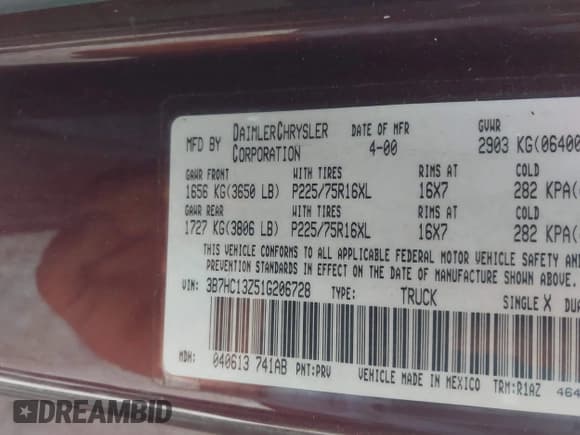 MFD BY DAIMLERCHRYSLER CORPORATION DATE OF MFR 4-00 GVWR 2903 KG(06400
GAWR FRONT WITH TIRES RIMS AT COLD
1656 KG(3650 LB) P225/75R16XL 16X7 282 KPA(
GAWR REAR WITH TIRES RIMS AT COLD
1727 KG(3806 LB) P225/75R16XL 16X7 282 KPA(
THIS VEHICLE CONFORMS TO ALL APPLICABLE FEDERAL MOTOR VEHICLE SAFETY AND
PREVENTION STANDARDS IN EFFECT ON THE DATE OF MANUFACTURE SHOWN ABOVE.
VIN: 3B7HC13Z51G206728 TYPE: TRUCK SINGLE X DUA
MDH: 040613 741AB PNT:PRV VEHICLE MADE IN MEXICO TRM:R1AZ 464
DREAMBID